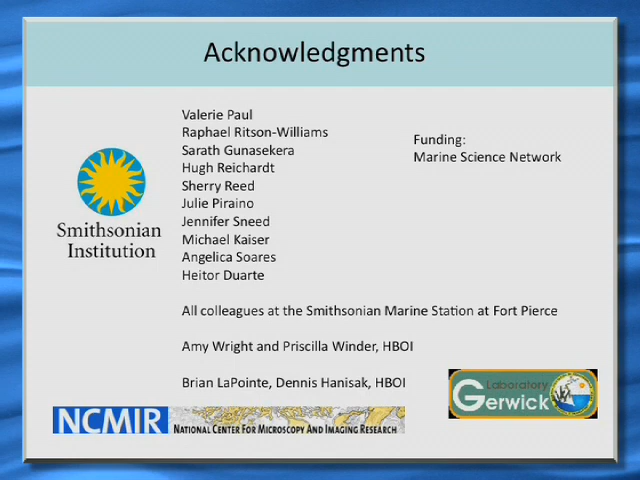 Acknowledgments
Valerie Paul
Raphael Ritson-Williams
Sarath Gunasekera
Hugh Reichardt
Sherry Reed
Julie Piraino
Jennifer Sneed
Michael Kaiser
Angelica Soares
Heitor Duarte
Funding:
Marine Science Network
Smithsonian
Institution
All colleagues at the Smithsonian Marine Station at Fort Pierce
Amy Wright and Priscilla Winder, HBOI
Brian LaPointe, Dennis Hanisak, HBOI
Laboratory
Gerwick
NCMIR NATIONAL CENTER FOR MICROSCOPY AND IMAGING RESEARCH